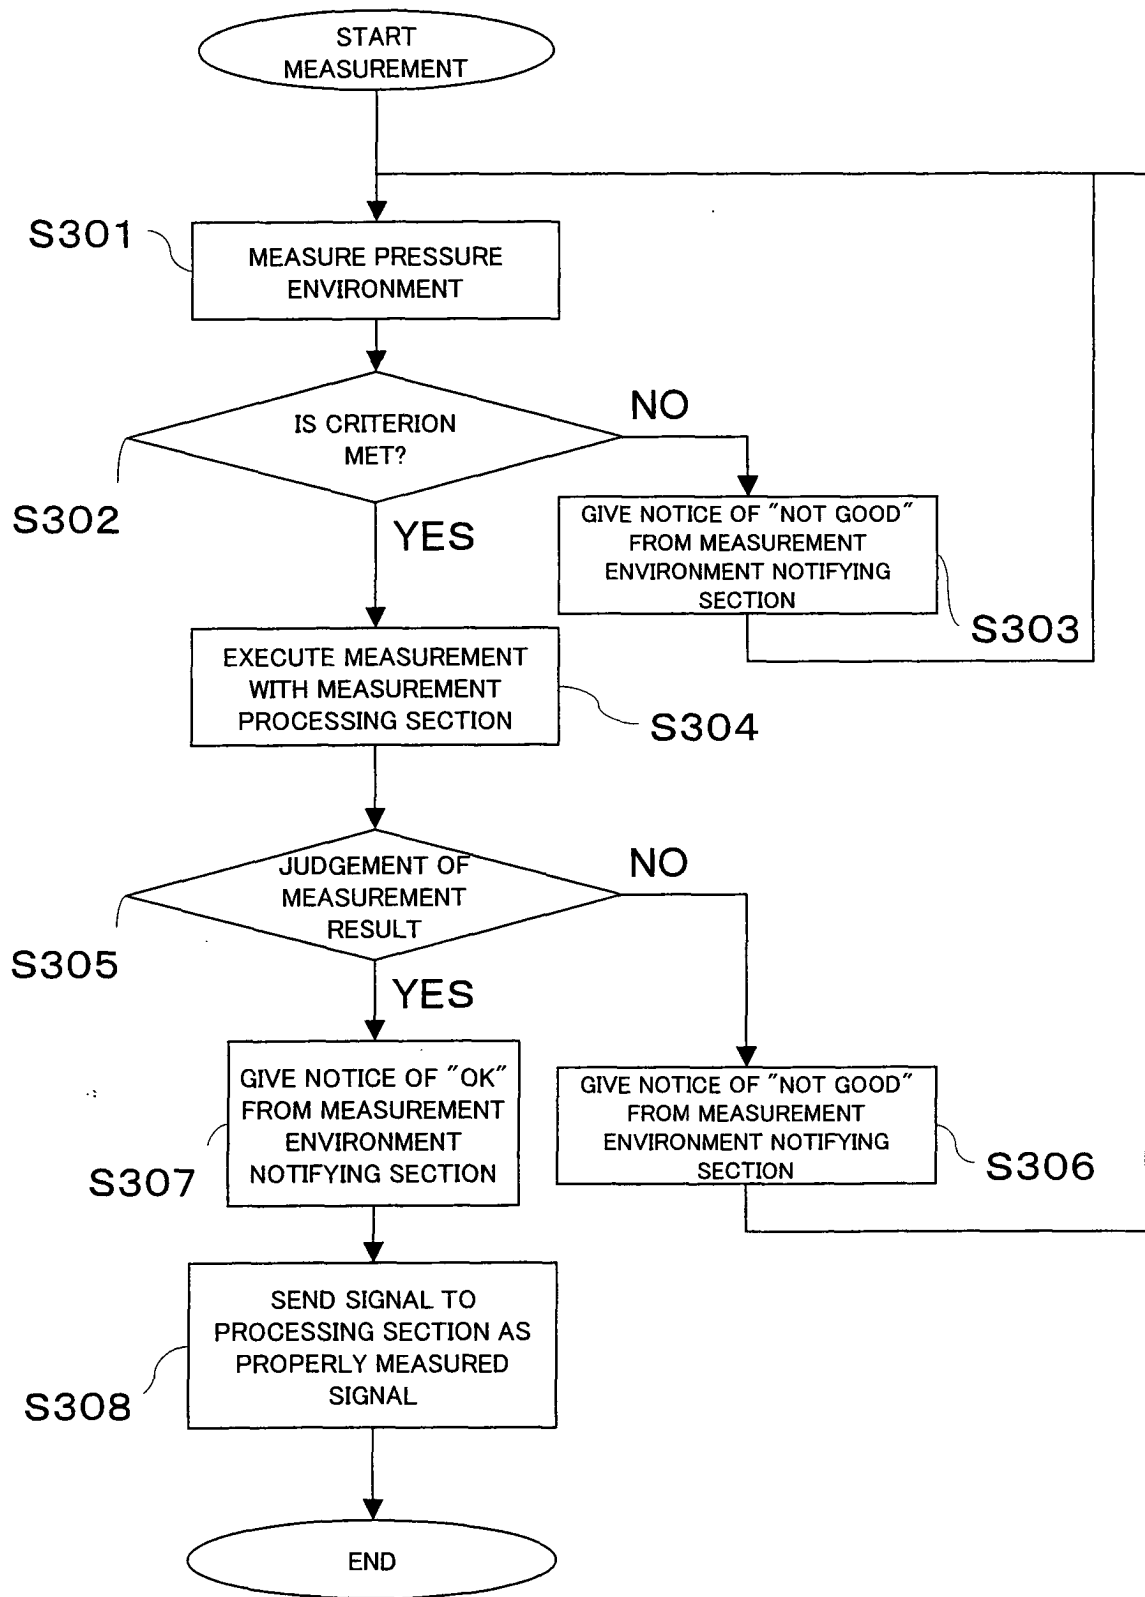 START
MEASUREMENT
S301
MEASURE PRESSURE
ENVIRONMENT
IS CRITERION
MET?
NO
S302
YES
GIVE NOTICE OF "NOT GOOD"
FROM MEASUREMENT
ENVIRONMENT NOTIFYING
SECTION
S303
EXECUTE MEASUREMENT
WITH MEASUREMENT
PROCESSING SECTION
S304
JUDGEMENT OF
MEASUREMENT
RESULT
NO
S305
YES
GIVE NOTICE OF "OK"
FROM MEASUREMENT
ENVIRONMENT
NOTIFYING SECTION
S307
GIVE NOTICE OF "NOT GOOD"
FROM MEASUREMENT
ENVIRONMENT NOTIFYING
SECTION
S306
SEND SIGNAL TO
PROCESSING SECTION AS
PROPERLY MEASURED
SIGNAL
S308
END